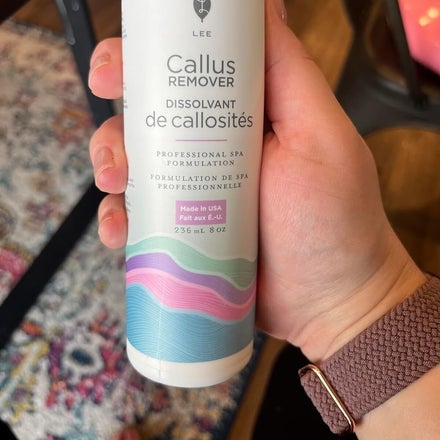 LEE
Callus
REMOVER
DISSOLVANT
de callosités
PROFESSIONAL SPA
FORMULATION
FORMULATION DE SPA
PROFESSIONNELLE
Made in USA
Fait aux É.-U.
236 mL 8 oz